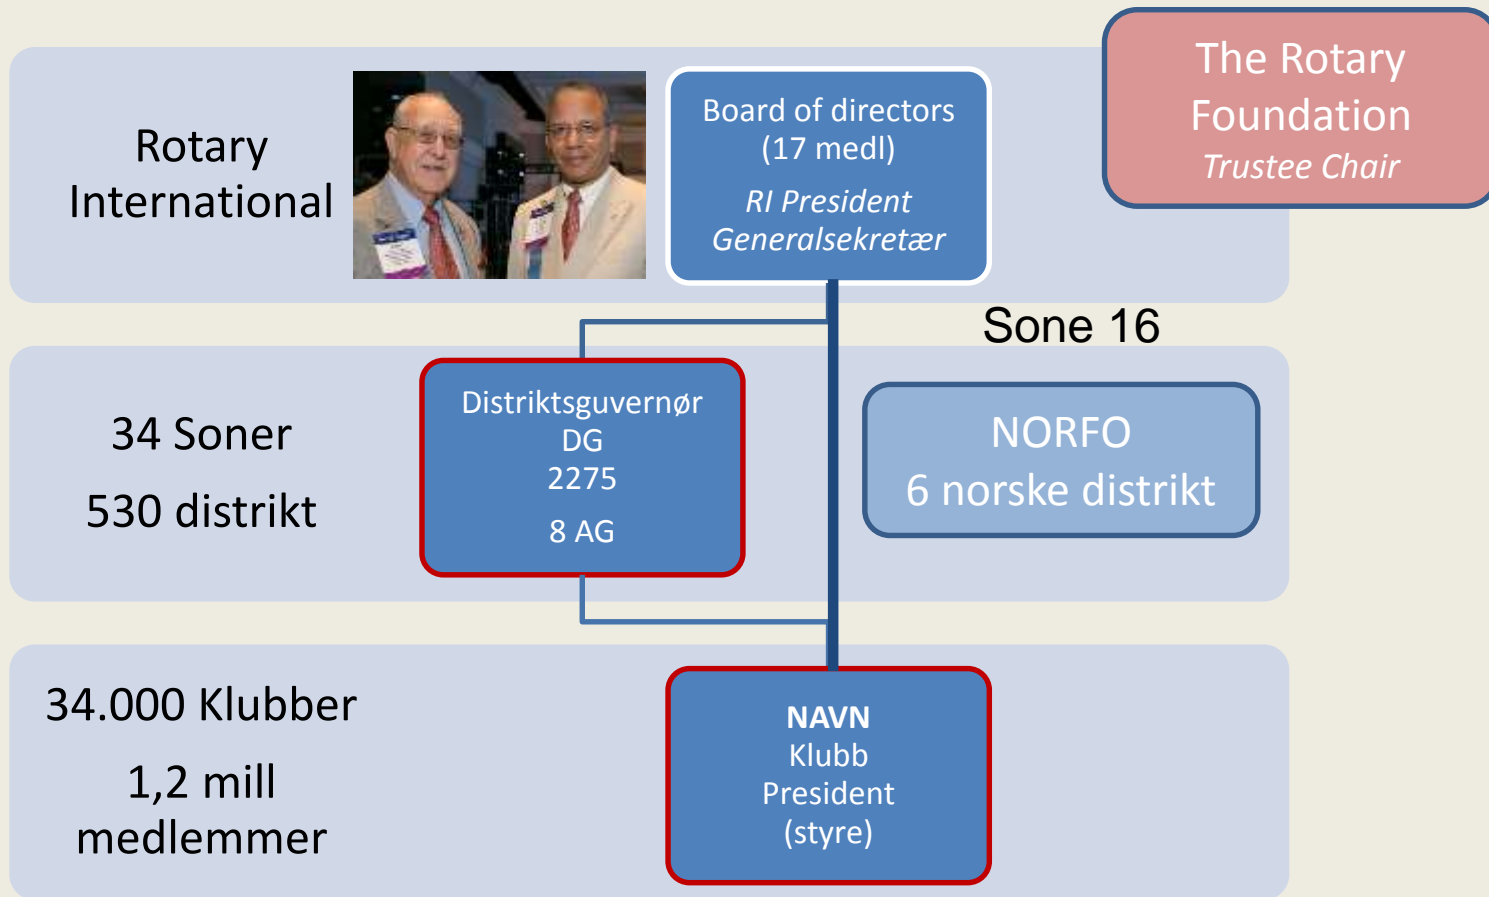 Rotary
International
Board of directors
(17 medl)
RI President
Generalsekretær
The Rotary
Foundation
Trustee Chair
Sone 16
34 Soner
530 distrikt
Distriktsguvernør
DG
2275
8 AG
NORFO
6 norske distrikt
34.000 Klubber
1,2 mill
medlemmer
NAVN
Klubb
President
(styre)